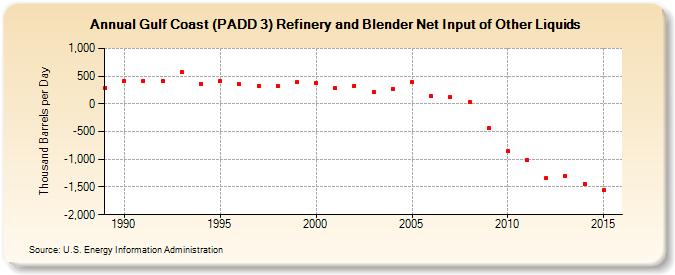 Annual Gulf Coast (PADD 3) Refinery and Blender Net Input of Other Liquids
Thousand Barrels per Day
1,000
500
0
-500
-1,000
-1,500
-2,000
1990 1995 2000 2005 2010 2015
Source: U.S. Energy Information Administration